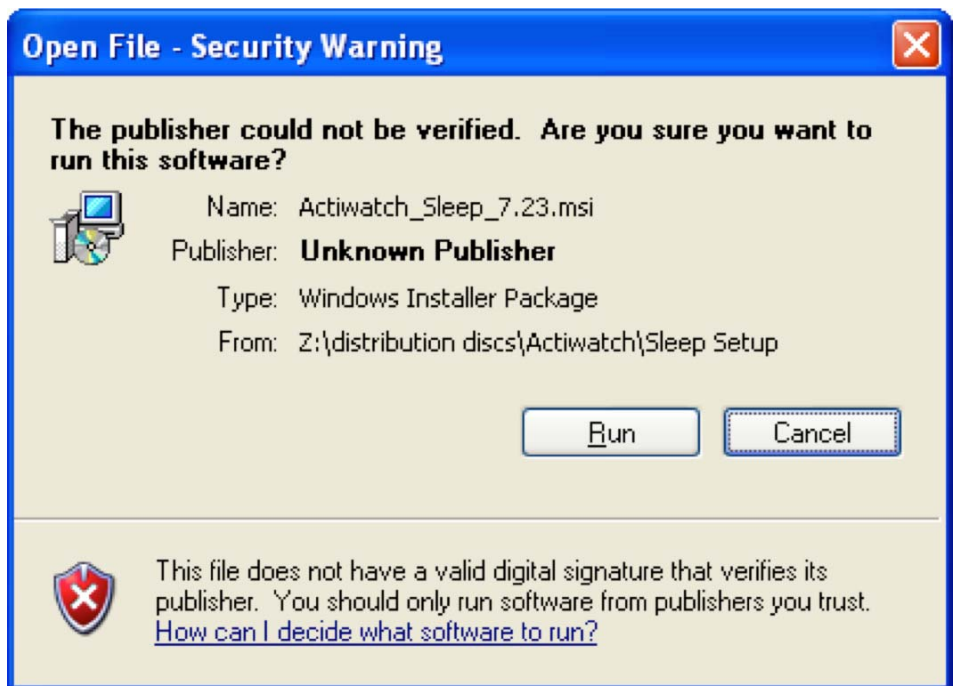 Open File - Security Warning
The publisher could not be verified.  Are you sure you want to
run this software?
Name: Actiwatch_Sleep_7.23.msi
Publisher: Unknown Publisher
Type: Windows Installer Package
From: Z:\distribution discs\Actiwatch\Sleep Setup
Run Cancel
This file does not have a valid digital signature that verifies its
publisher.  You should only run software from publishers you trust.
How can I decide what software to run?